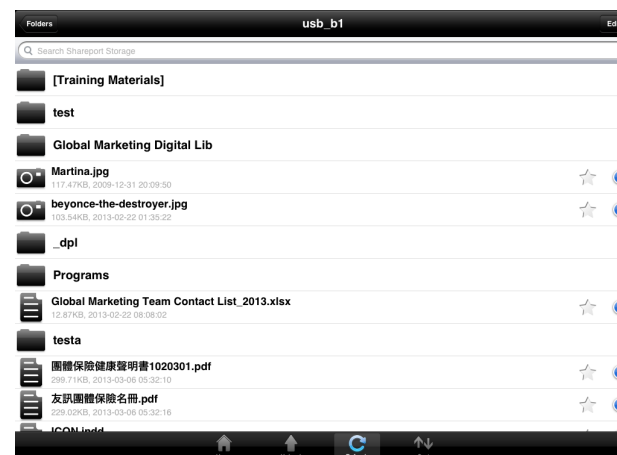 Folders
usb_b1
Search Shareport Storage
[Training Materials]
test
Global Marketing Digital Lib
Martina.jpg
117.47KB, 2009-12-31 20:09:50
beyonce-the-destroyer.jpg
103.54KB, 2013-02-22 01:35:22
_dpl
Programs
Global Marketing Team Contact List_2013.xlsx
12.87KB, 2013-02-22 08:08:02
testa
團體保險健康聲明書1020301.pdf
299.71KB, 2013-03-06 05:32:10
友訊團體保險名冊.pdf
229.02KB, 2013-03-06 05:32:16
ICON.indd